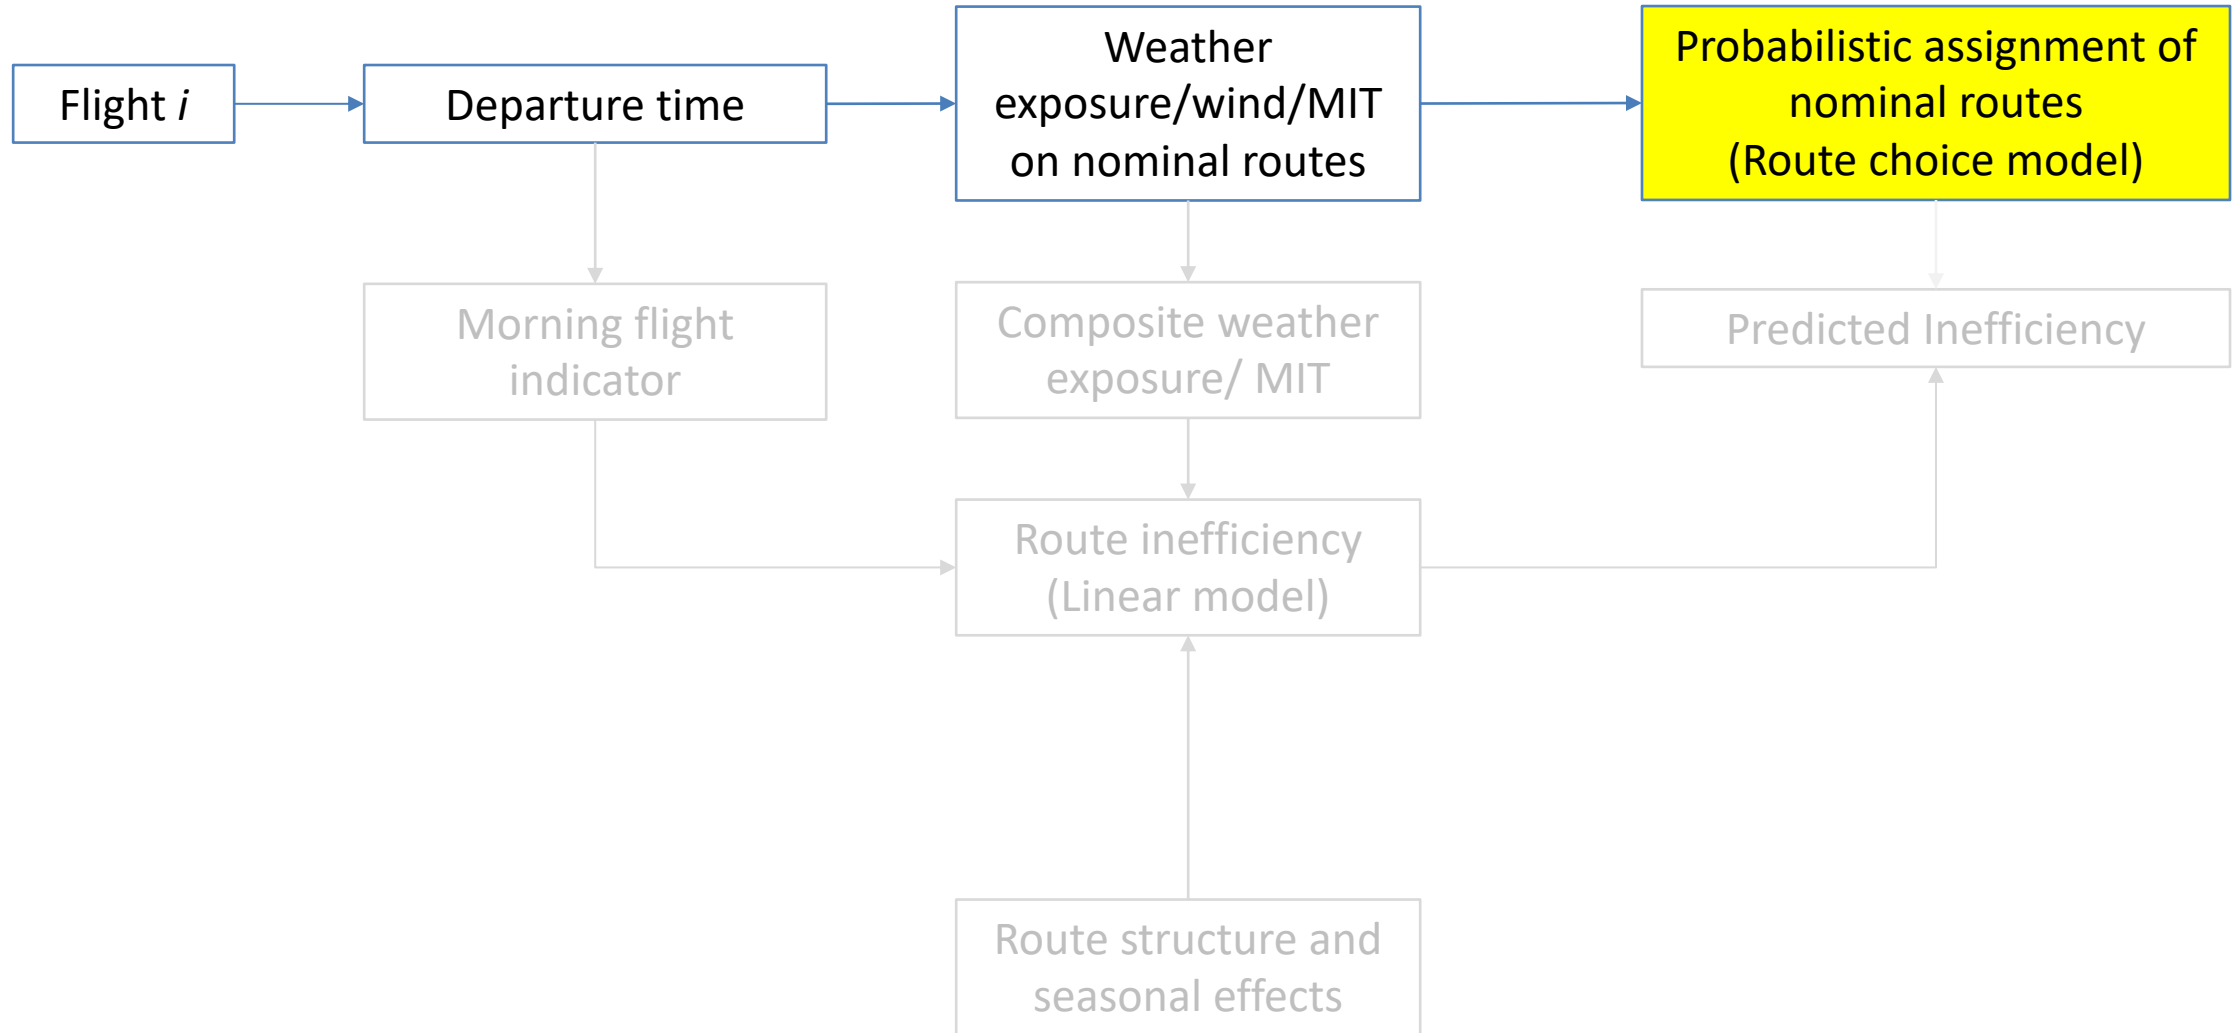 Flight i
Departure time
Weather
exposure/wind/MIT
on nominal routes
Probabilistic assignment of
nominal routes
(Route choice model)
Morning flight
indicator
Composite weather
exposure/ MIT
Predicted Inefficiency
Route inefficiency
(Linear model)
Route structure and
seasonal effects